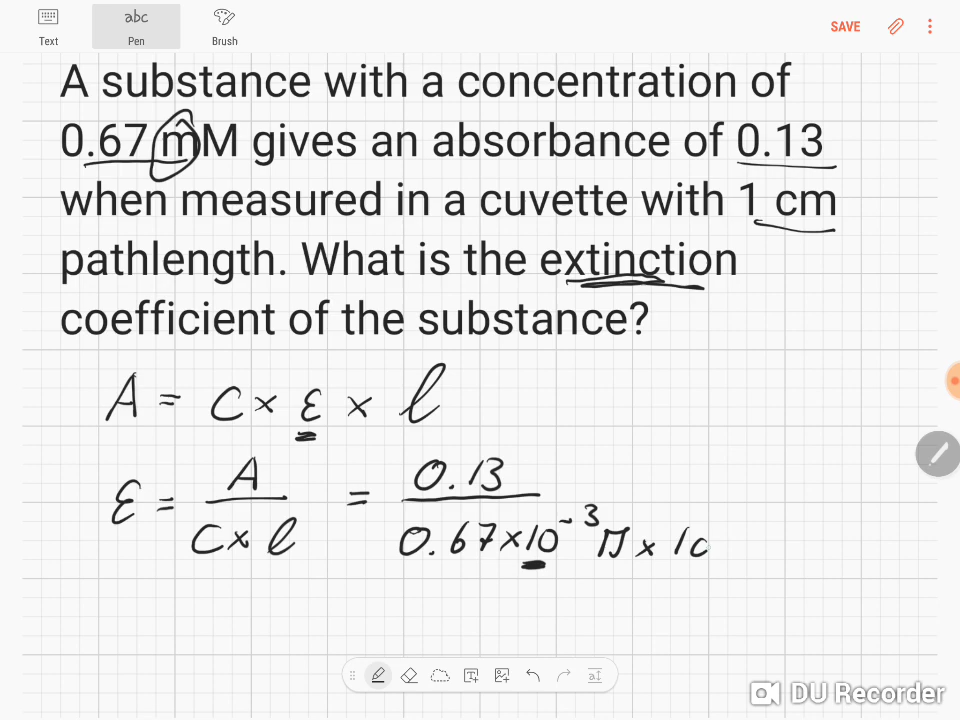 abc
Text Pen Brush SAVE
A substance with a concentration of
0.67 mM gives an absorbance of 0.13
when measured in a cuvette with 1 cm
pathlength. What is the extinction
coefficient of the substance?
A = C × ε × l
ε = A / C × l = 0.13 / 0.67 × 10⁻³ M × 1c
DU Recorder